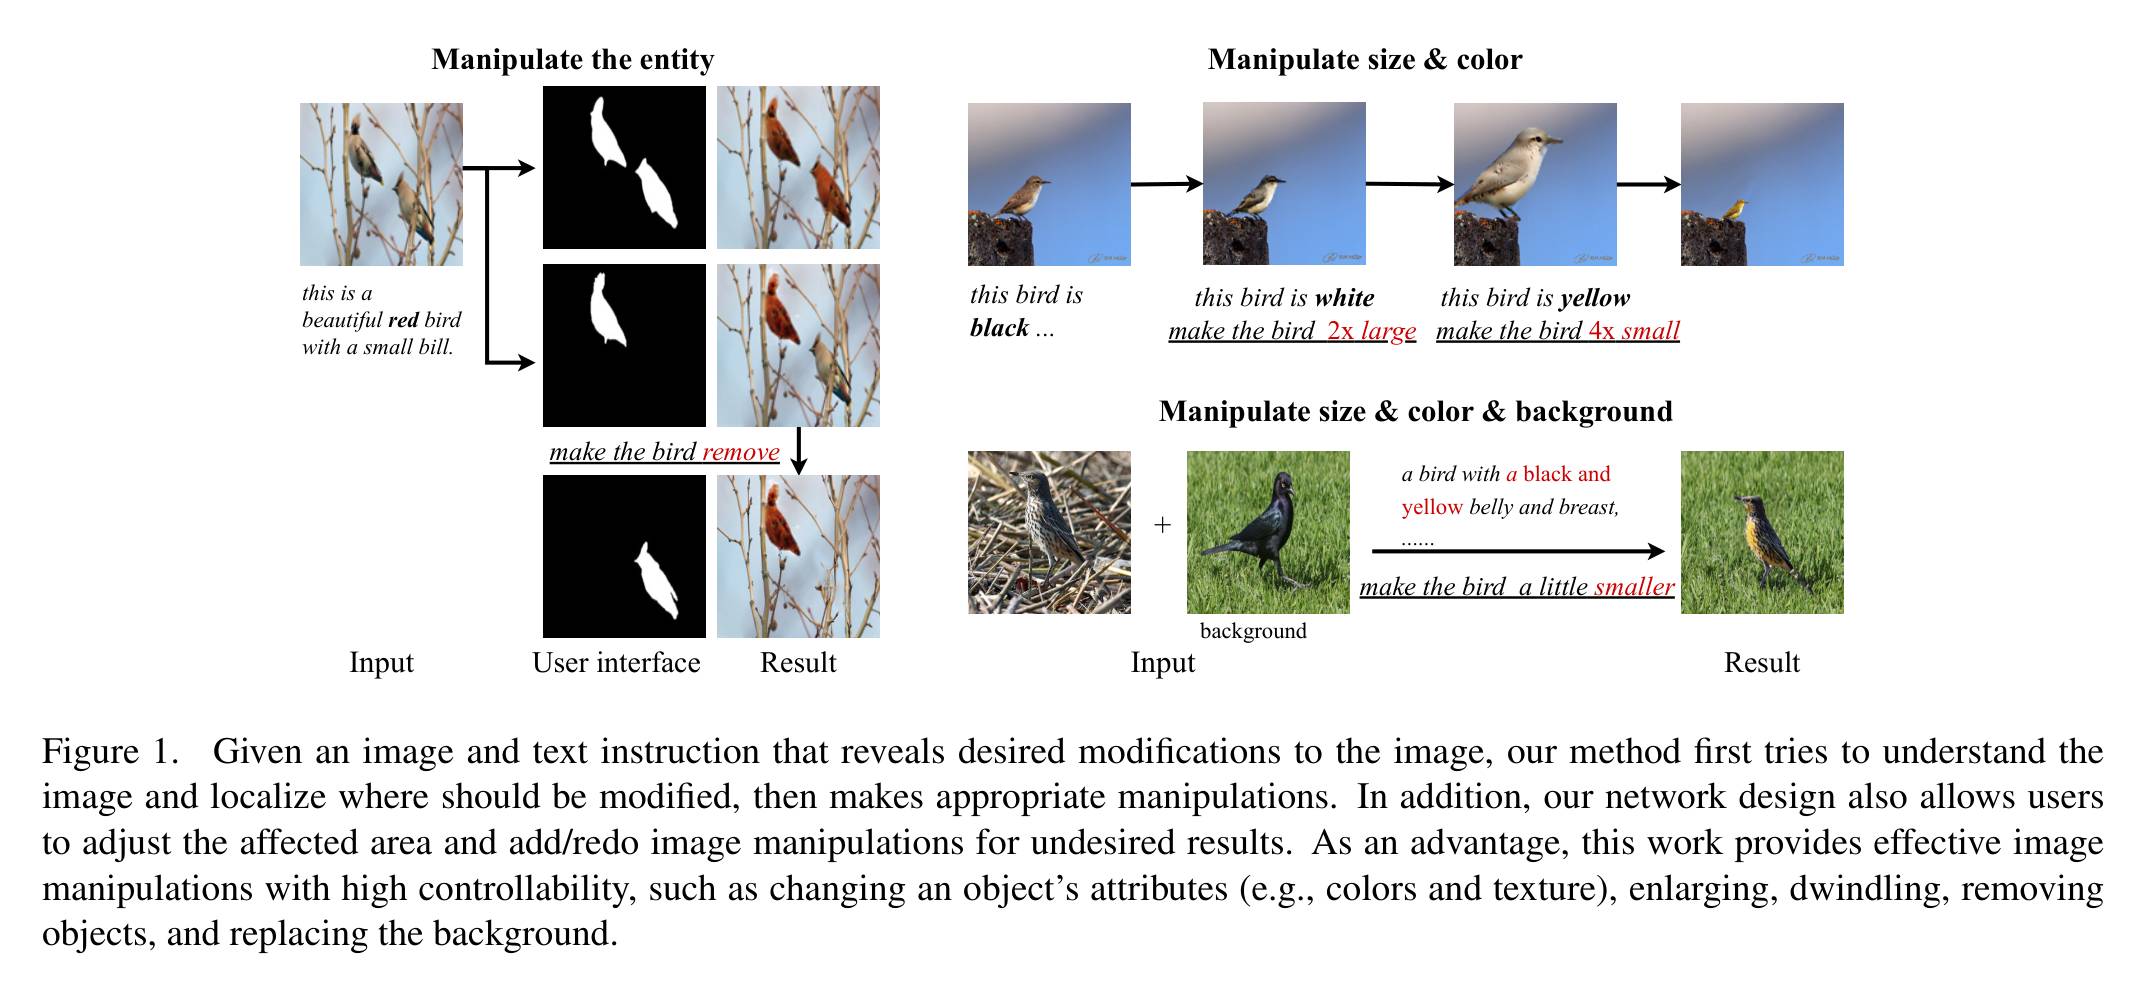 Manipulate the entity
this is a
beautiful red bird
with a small bill.
make the bird remove
Input
User interface
Result
Manipulate size & color
this bird is
black ...
this bird is white
make the bird 2x large
this bird is yellow
make the bird 4x small
Manipulate size & color & background
+
background
a bird with a black and
yellow belly and breast,
......
make the bird a little smaller
Input
Result
Figure 1. Given an image and text instruction that reveals desired modifications to the image, our method first tries to understand the
image and localize where should be modified, then makes appropriate manipulations. In addition, our network design also allows users
to adjust the affected area and add/redo image manipulations for undesired results. As an advantage, this work provides effective image
manipulations with high controllability, such as changing an object's attributes (e.g., colors and texture), enlarging, dwindling, removing
objects, and replacing the background.